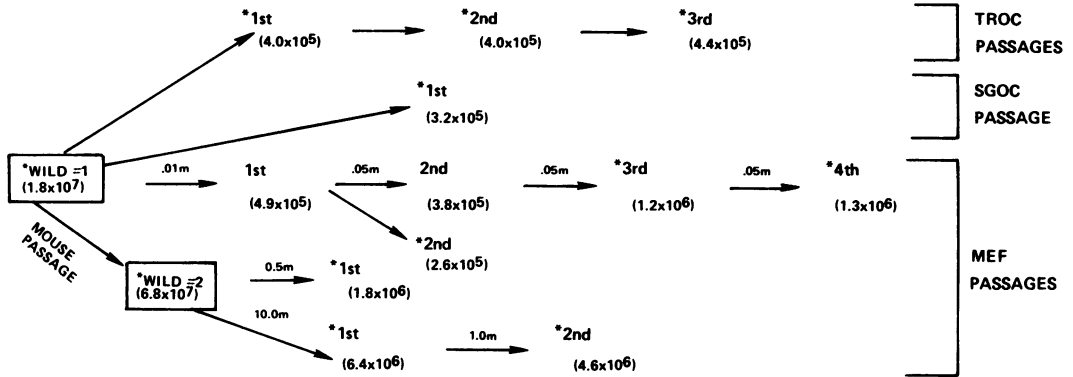 *1st
(4.0x10⁵)
*2nd
(4.0x10⁵)
*3rd
(4.4x10⁵)
TROC
PASSAGES
*1st
(3.2x10⁵)
SGOC
PASSAGE
*WILD =1
(1.8x10⁷)
.01m
1st
(4.9x10⁵)
.05m
2nd
(3.8x10⁵)
.05m
*3rd
(1.2x10⁶)
.05m
*4th
(1.3x10⁶)
*2nd
(2.6x10⁵)
MOUSE
PASSAGE
*WILD =2
(6.8x10⁷)
0.5m
*1st
(1.8x10⁶)
10.0m
*1st
(6.4x10⁶)
1.0m
*2nd
(4.6x10⁶)
MEF
PASSAGES